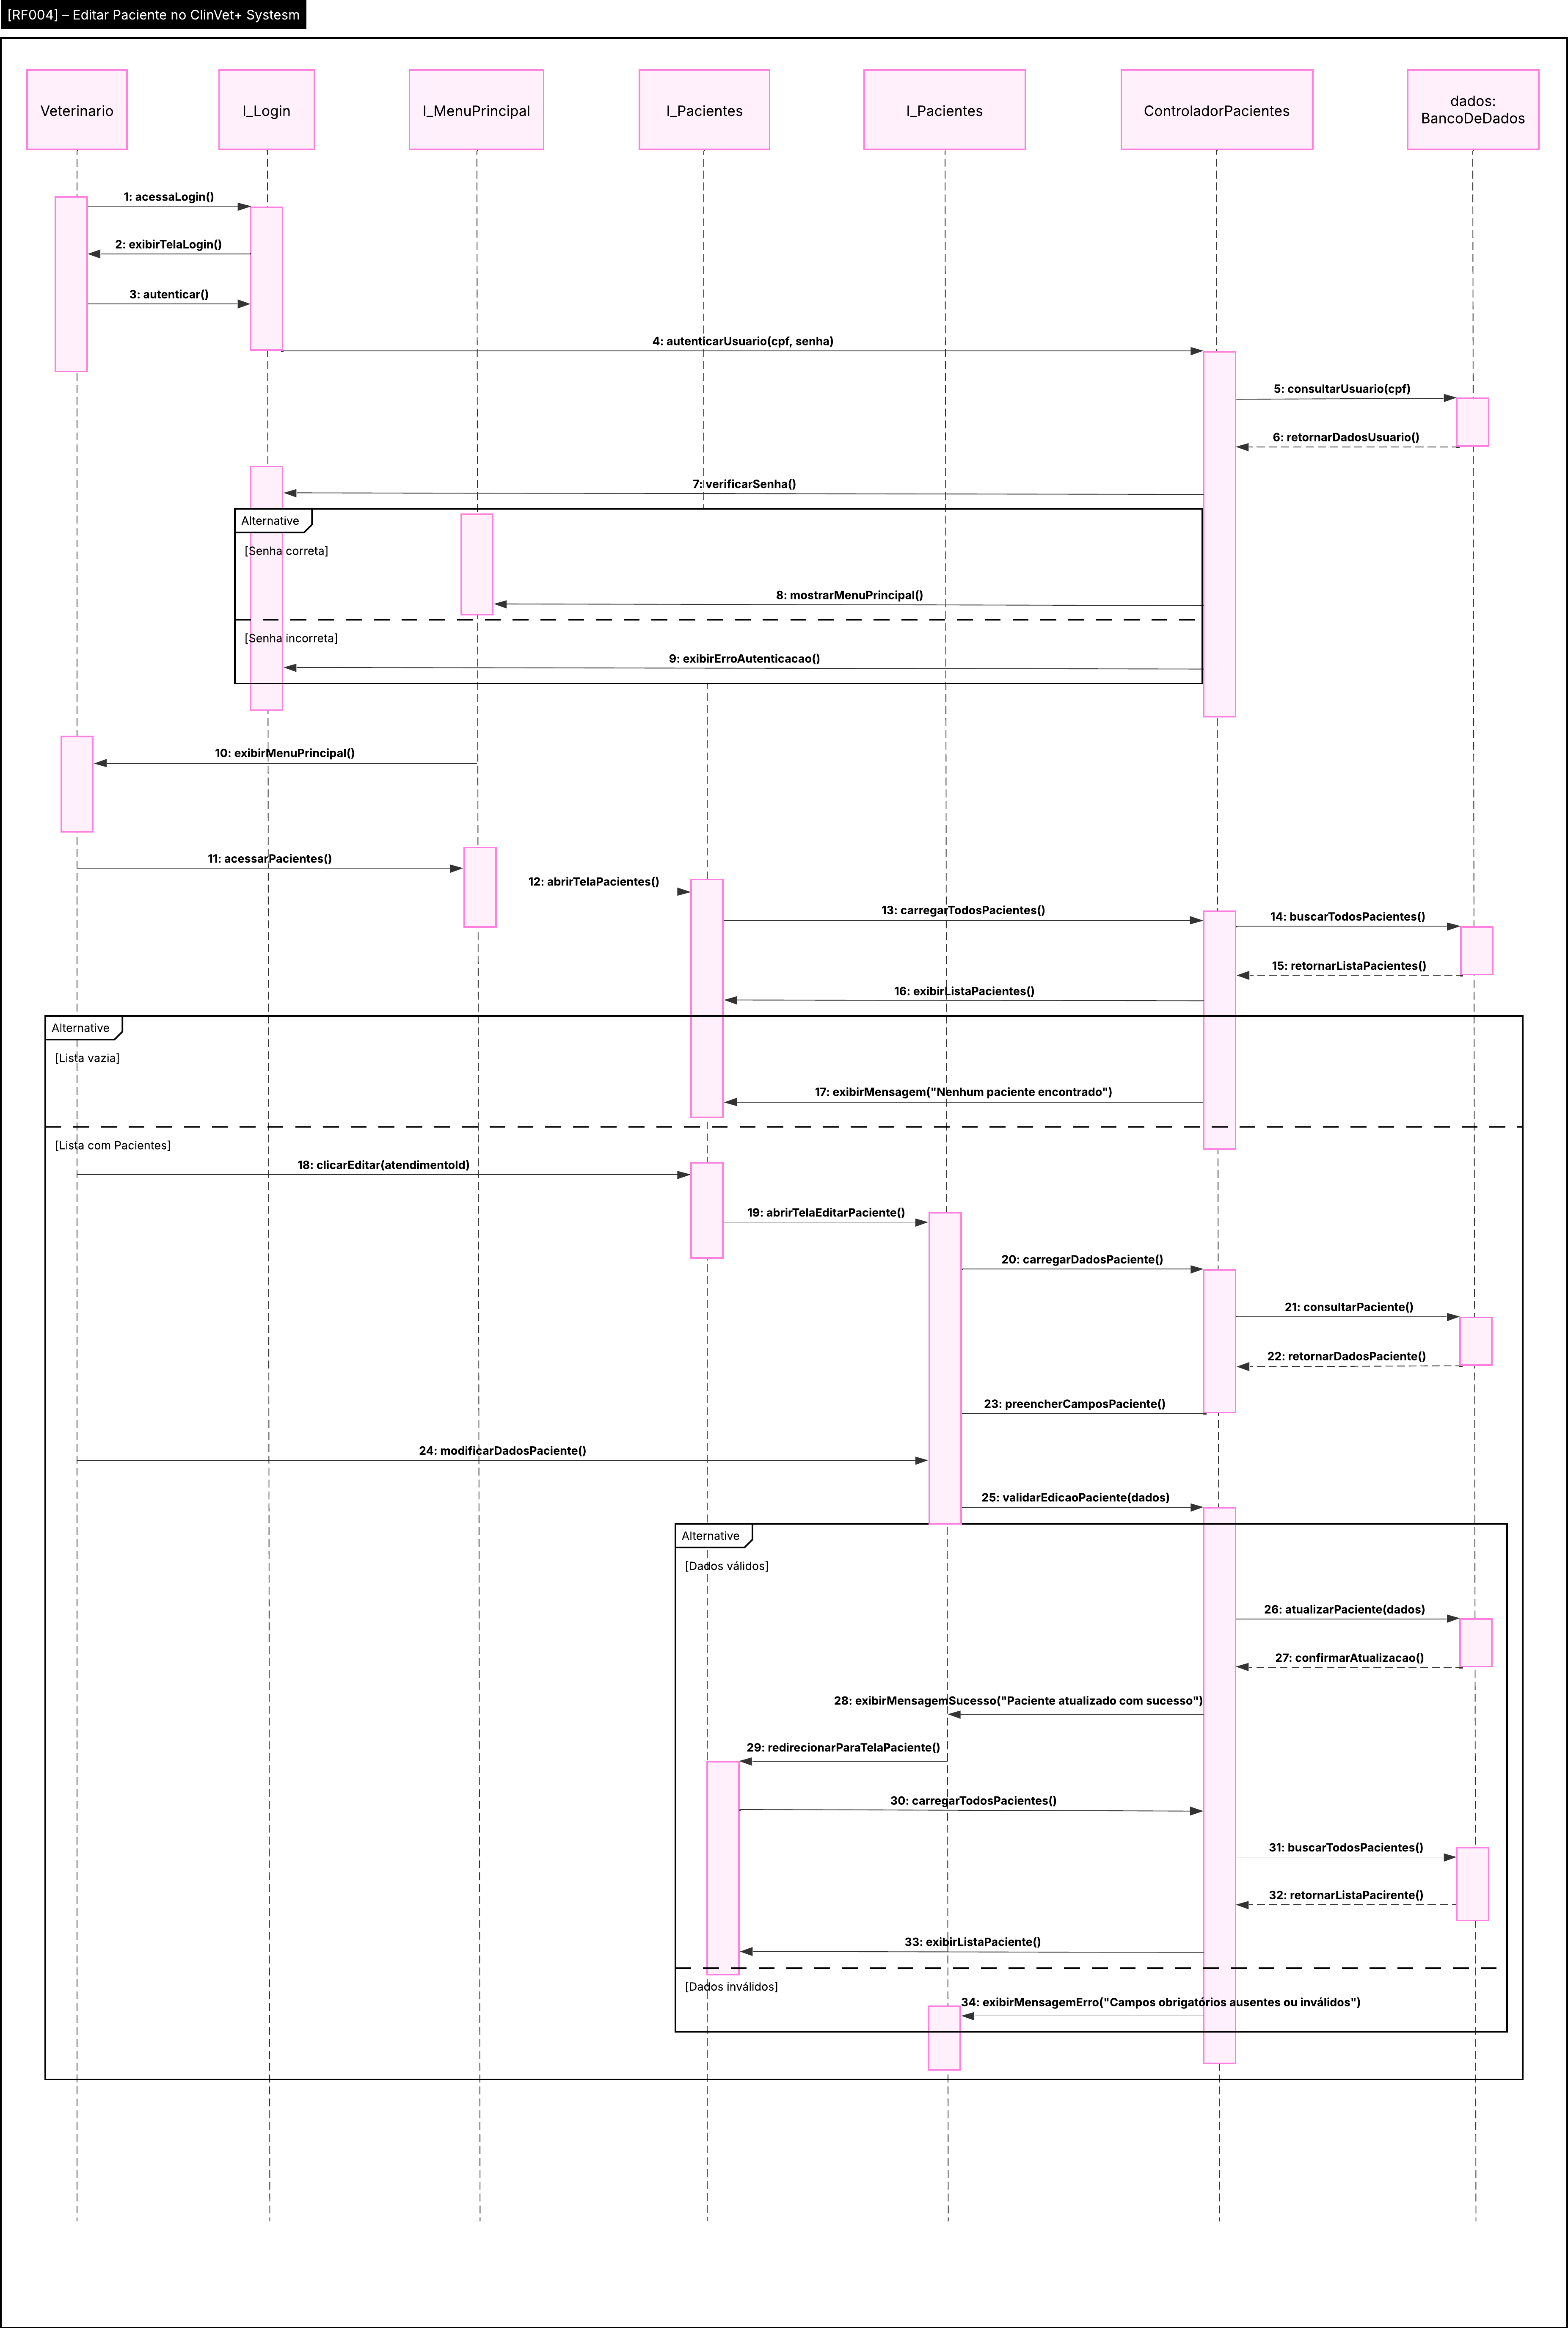 [RF004] – Editar Paciente no ClinVet+ Systesm
Veterinario
I_Login
I_MenuPrincipal
I_Pacientes
I_Pacientes
ControladorPacientes
dados:
BancoDeDados
1: acessaLogin()
2: exibirTelaLogin()
3: autenticar()
4: autenticarUsuario(cpf, senha)
5: consultarUsuario(cpf)
6: retornarDadosUsuario()
7: verificarSenha()
Alternative
[Senha correta]
8: mostrarMenuPrincipal()
[Senha incorreta]
9: exibirErroAutenticacao()
10: exibirMenuPrincipal()
11: acessarPacientes()
12: abrirTelaPacientes()
13: carregarTodosPacientes()
14: buscarTodosPacientes()
15: retornarListaPacientes()
16: exibirListaPacientes()
Alternative
[Lista vazia]
17: exibirMensagem("Nenhum paciente encontrado")
[Lista com Pacientes]
18: clicarEditar(atendimentoId)
19: abrirTelaEditarPaciente()
20: carregarDadosPaciente()
21: consultarPaciente()
22: retornarDadosPaciente()
23: preencherCamposPaciente()
24: modificarDadosPaciente()
25: validarEdicaoPaciente(dados)
Alternative
[Dados válidos]
26: atualizarPaciente(dados)
27: confirmarAtualizacao()
28: exibirMensagemSucesso("Paciente atualizado com sucesso")
29: redirecionarParaTelaPaciente()
30: carregarTodosPacientes()
31: buscarTodosPacientes()
32: retornarListaPacirente()
33: exibirListaPaciente()
[Dados inválidos]
34: exibirMensagemErro("Campos obrigatórios ausentes ou inválidos")